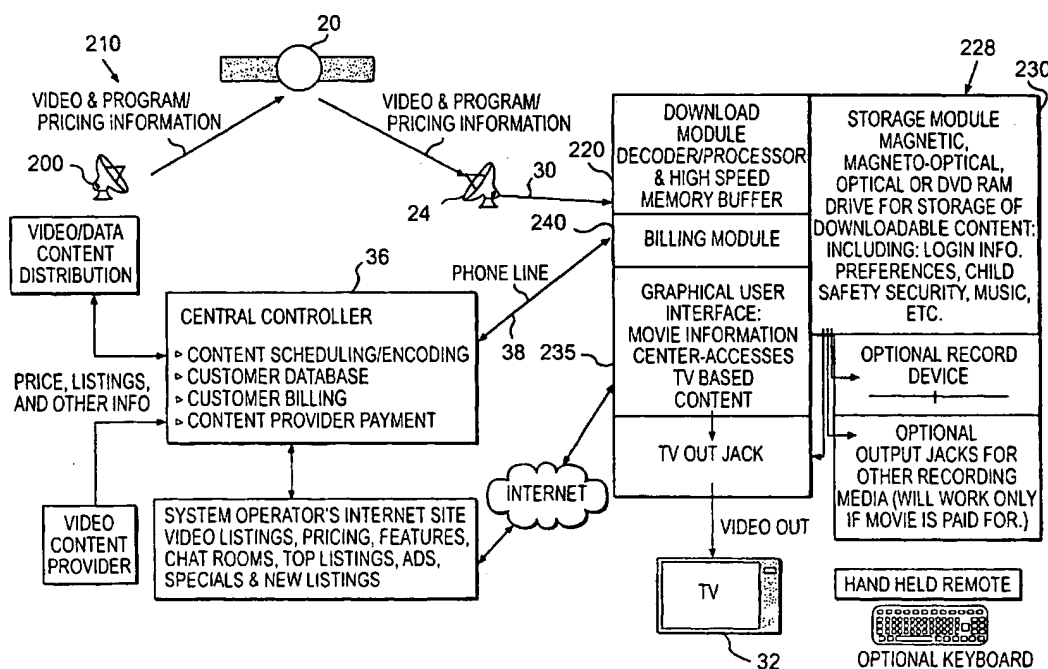 20
210
VIDEO & PROGRAM/
PRICING INFORMATION
VIDEO & PROGRAM/
PRICING INFORMATION
200
24
30
VIDEO/DATA
CONTENT
DISTRIBUTION
36
CENTRAL CONTROLLER
▹ CONTENT SCHEDULING/ENCODING
▹ CUSTOMER DATABASE
▹ CUSTOMER BILLING
▹ CONTENT PROVIDER PAYMENT
PRICE, LISTINGS,
AND OTHER INFO
PHONE LINE
38
VIDEO
CONTENT
PROVIDER
SYSTEM OPERATOR'S INTERNET SITE
VIDEO LISTINGS, PRICING, FEATURES,
CHAT ROOMS, TOP LISTINGS, ADS,
SPECIALS & NEW LISTINGS
INTERNET
220
DOWNLOAD
MODULE
DECODER/PROCESSOR
& HIGH SPEED
MEMORY BUFFER
240
BILLING MODULE
235
GRAPHICAL USER
INTERFACE:
MOVIE INFORMATION
CENTER-ACCESSES
TV BASED
CONTENT
TV OUT JACK
VIDEO OUT
TV
32
228
230
STORAGE MODULE
MAGNETIC,
MAGNETO-OPTICAL,
OPTICAL OR DVD RAM
DRIVE FOR STORAGE OF
DOWNLOADABLE CONTENT:
INCLUDING: LOGIN INFO.
PREFERENCES, CHILD
SAFETY SECURITY, MUSIC,
ETC.
OPTIONAL RECORD
DEVICE
OPTIONAL
OUTPUT JACKS FOR
OTHER RECORDING
MEDIA (WILL WORK ONLY
IF MOVIE IS PAID FOR.)
HAND HELD REMOTE
OPTIONAL KEYBOARD